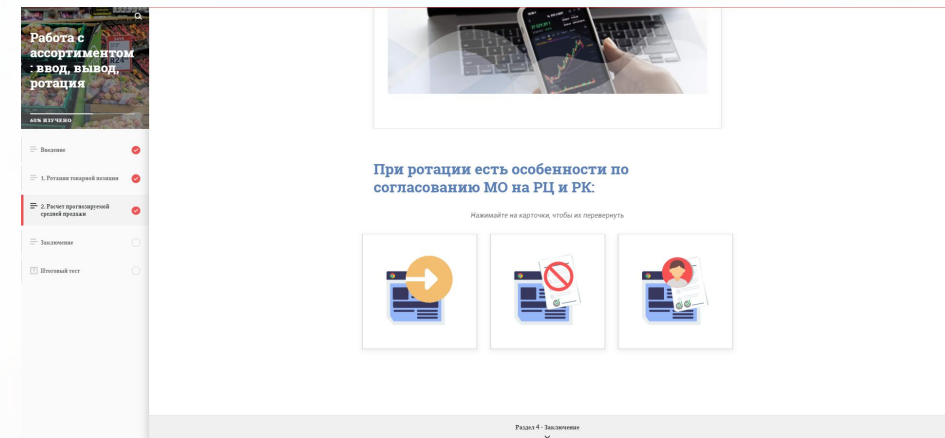 Работа с
ассортиментом
: ввод, вывод,
ротация
60% ИЗУЧЕНО
Введение
1. Ротация товарной позиции
2. Расчет прогнозируемой
средней продажи
Заключение
Итоговый тест
При ротации есть особенности по
согласованию МО на РЦ и РК:
Нажимайте на карточки, чтобы их перевернуть
Раздел 4 - Заключение